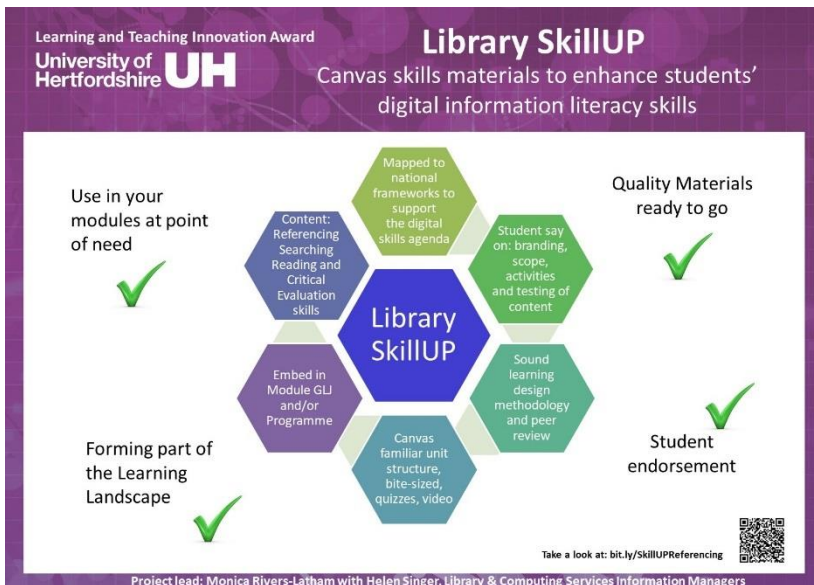 Learning and Teaching Innovation Award
University of
Hertfordshire UH
Library SkillUP
Canvas skills materials to enhance students'
digital information literacy skills
Use in your
modules at point
of need
Quality Materials
ready to go
Mapped to
national
frameworks to
support
the digital
skills agenda
Student say
on: branding,
scope,
activities
and testing of
content
Sound
learning
design
methodology
and peer
review
Canvas
familiar unit
structure,
bite-sized,
quizzes, video
Embed in
Module GLJ
and/or
Programme
Content:
Referencing
Searching
Reading and
Critical
Evaluation
skills
Library
SkillUP
Forming part of
the Learning
Landscape
Student
endorsement
Take a look at: bit.ly/SkillUPReferencing
Project lead: Monica Rivers-Latham with Helen Singer, Library & Computing Services Information Managers